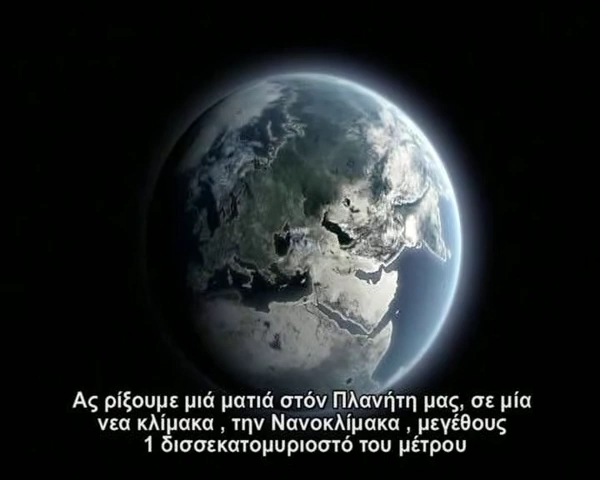 Ας ρίξουμε μιά ματιά στόν Πλανήτη μας, σε μία
νεα κλίμακα , την Νανοκλίμακα , μεγέθους
1 δισσεκατομυριοστό του μέτρου